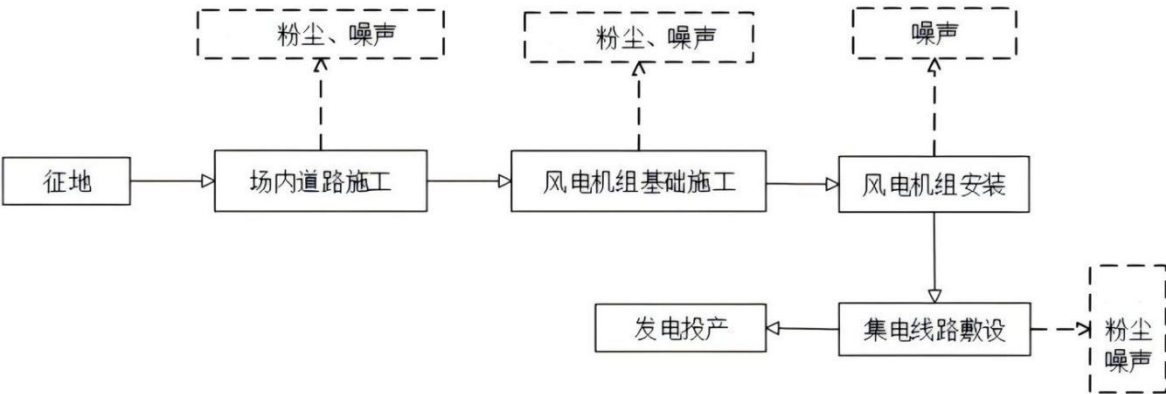 粉尘、噪声
粉尘、噪声
噪声
征地
场内道路施工
风电机组基础施工
风电机组安装
发电投产
集电线路敷设
粉尘
噪声